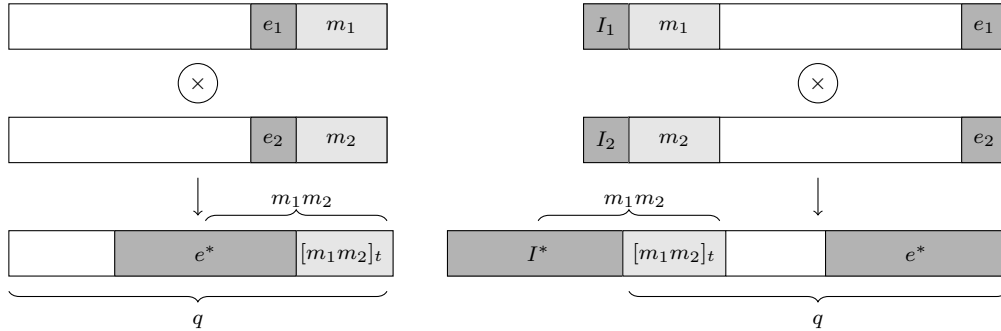 e₁ m₁ I₁ m₁ e₁
× ×
e₂ m₂ I₂ m₂ e₂
m₁m₂ m₁m₂
e* [m₁m₂]ₜ I* [m₁m₂]ₜ e*
q q